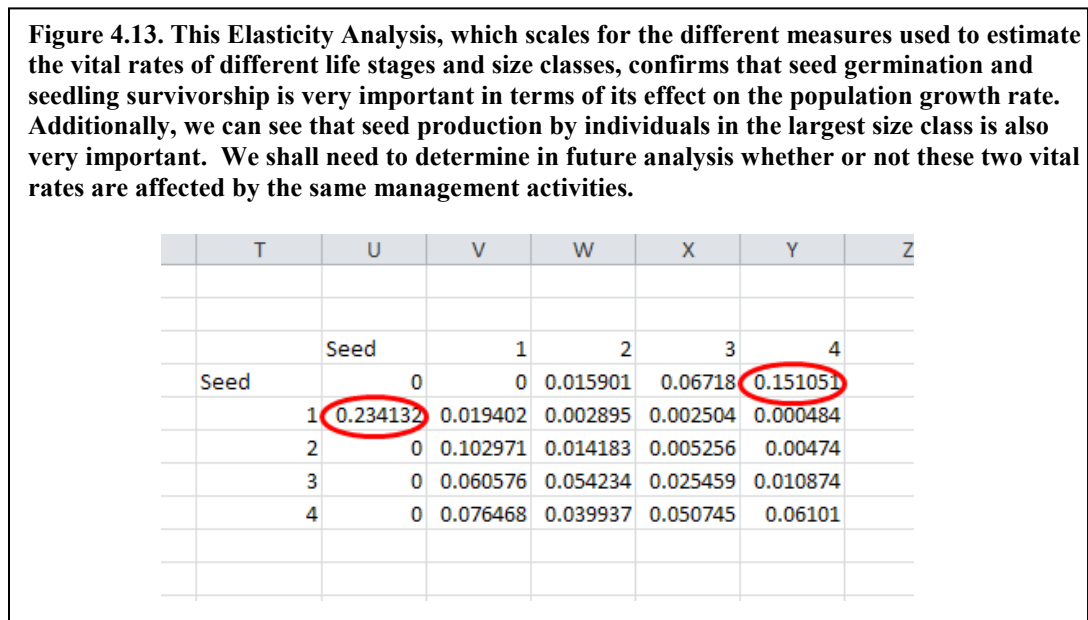 Figure 4.13. This Elasticity Analysis, which scales for the different measures used to estimate
the vital rates of different life stages and size classes, confirms that seed germination and
seedling survivorship is very important in terms of its effect on the population growth rate.
Additionally, we can see that seed production by individuals in the largest size class is also
very important. We shall need to determine in future analysis whether or not these two vital
rates are affected by the same management activities.
T U V W X Y Z
Seed 1 2 3 4
Seed 0 0 0.015901 0.06718 0.151051
1 0.234132 0.019402 0.002895 0.002504 0.000484
2 0 0.102971 0.014183 0.005256 0.00474
3 0 0.060576 0.054234 0.025459 0.010874
4 0 0.076468 0.039937 0.050745 0.06101